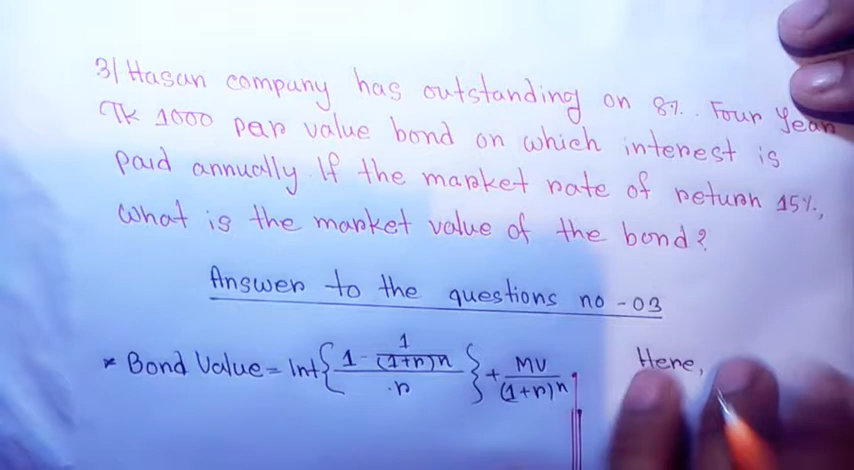 3/ Hasan company has outstanding on 8%. Four Year
TK 1000 par value bond on which interest is
paid annually. If the market rate of return 15%,
what is the market value of the bond?
Answer to the questions no -03
* Bond Value = Int { 1 - 1/(1+r)n / r } + MV/(1+r)n Here,